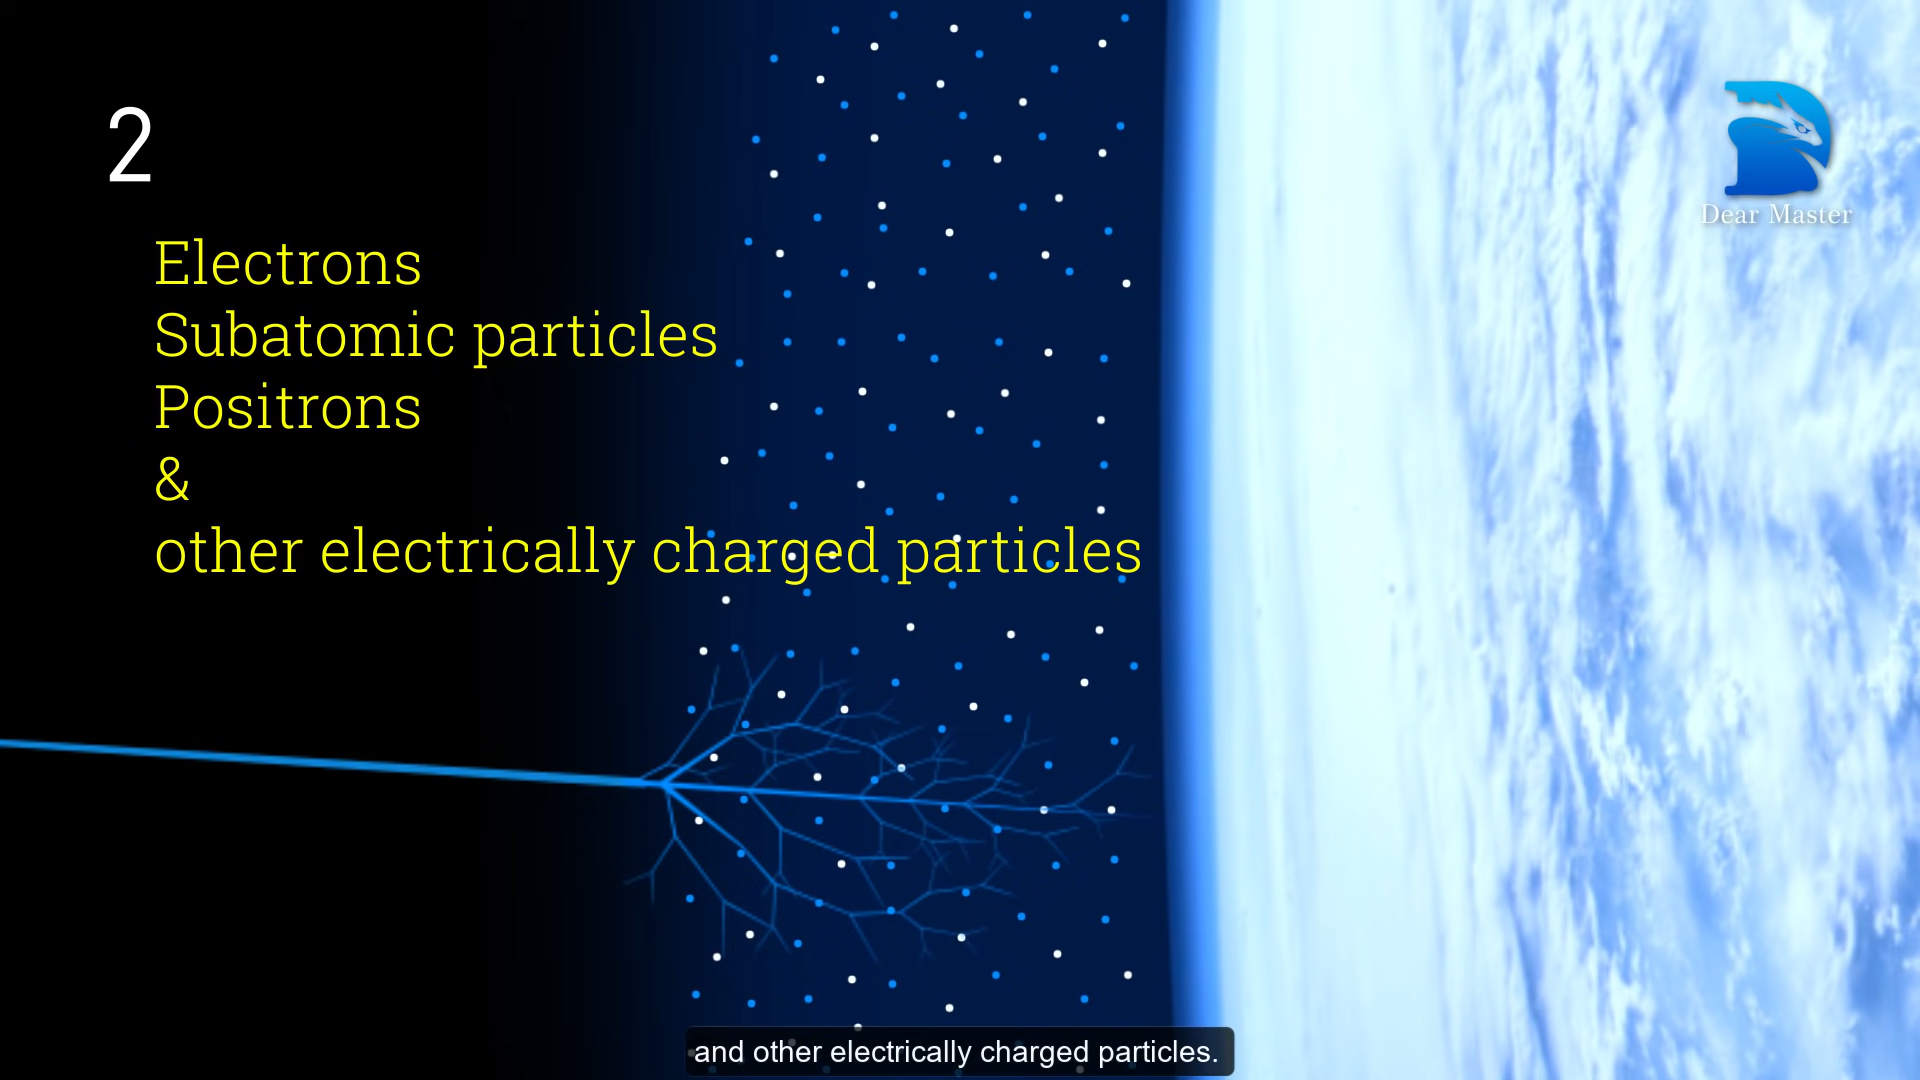 2
Electrons
Subatomic particles
Positrons
&
other electrically charged particles
Dear Master
and other electrically charged particles.